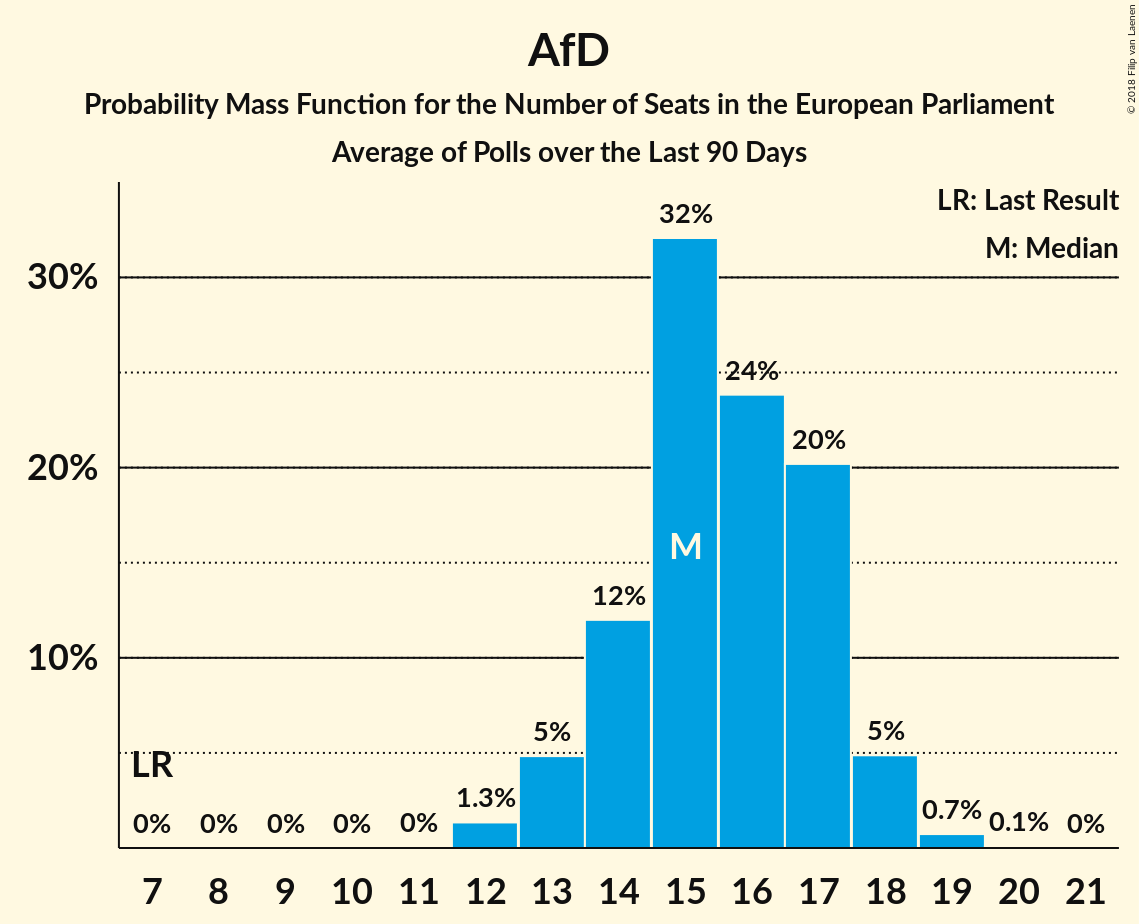 AfD
Probability Mass Function for the Number of Seats in the European Parliament
Average of Polls over the Last 90 Days
© 2018 Filip van Laenen
LR: Last Result
M: Median
30%
20%
10%
LR
0%
0%
0%
0%
0%
1.3%
5%
12%
32%
M
24%
20%
5%
0.7%
0.1%
0%
7 8 9 10 11 12 13 14 15 16 17 18 19 20 21